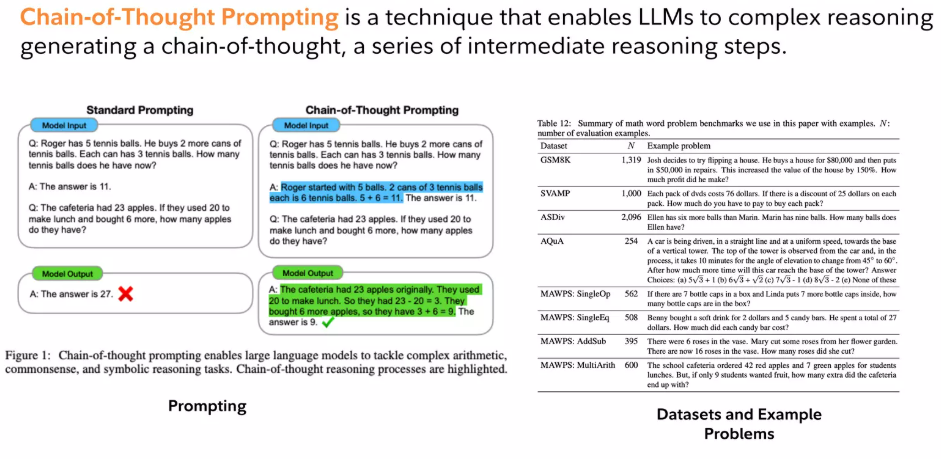 Chain-of-Thought Prompting is a technique that enables LLMs to complex reasoning
generating a chain-of-thought, a series of intermediate reasoning steps.
Standard Prompting
Model Input
Q: Roger has 5 tennis balls. He buys 2 more cans of
tennis balls. Each can has 3 tennis balls. How many
tennis balls does he have now?
A: The answer is 11.
Q: The cafeteria had 23 apples. If they used 20 to
make lunch and bought 6 more, how many apples
do they have?
Model Output
A: The answer is 27.
Chain-of-Thought Prompting
Model Input
Q: Roger has 5 tennis balls. He buys 2 more cans of
tennis balls. Each can has 3 tennis balls. How many
tennis balls does he have now?
A: Roger started with 5 balls. 2 cans of 3 tennis balls
each is 6 tennis balls. 5 + 6 = 11. The answer is 11.
Q: The cafeteria had 23 apples. If they used 20 to
make lunch and bought 6 more, how many apples
do they have?
Model Output
A: The cafeteria had 23 apples originally. They used
20 to make lunch. So they had 23 - 20 = 3. They
bought 6 more apples, so they have 3 + 6 = 9. The
answer is 9.
Figure 1: Chain-of-thought prompting enables large language models to tackle complex arithmetic,
commonsense, and symbolic reasoning tasks. Chain-of-thought reasoning processes are highlighted.
Prompting
Table 12: Summary of math word problem benchmarks we use in this paper with examples. N:
number of evaluation examples.
Dataset N Example problem
GSM8K 1,319 Josh decides to try flipping a house. He buys a house for $80,000 and then puts
in $50,000 in repairs. This increased the value of the house by 150%. How
much profit did he make?
SVAMP 1,000 Each pack of dvds costs 76 dollars. If there is a discount of 25 dollars on each
pack. How much do you have to pay to buy each pack?
ASDiv 2,096 Ellen has six more balls than Marin. Marin has nine balls. How many balls does
Ellen have?
AQuA 254 A car is being driven, in a straight line and at a uniform speed, towards the base
of a vertical tower. The top of the tower is observed from the car and, in the
process, it takes 10 minutes for the angle of elevation to change from 45° to 60°.
After how much more time will this car reach the base of the tower? Answer
Choices: (a) 5√3 + 1 (b) 6√3 + √2 (c) 7√3 - 1 (d) 8√3 - 2 (e) None of these
MAWPS: SingleOp 562 If there are 7 bottle caps in a box and Linda puts 7 more bottle caps inside, how
many bottle caps are in the box?
MAWPS: SingleEq 508 Benny bought a soft drink for 2 dollars and 5 candy bars. He spent a total of 27
dollars. How much did each candy bar cost?
MAWPS: AddSub 395 There were 6 roses in the vase. Mary cut some roses from her flower garden.
There are now 16 roses in the vase. How many roses did she cut?
MAWPS: MultiArith 600 The school cafeteria ordered 42 red apples and 7 green apples for students
lunches. But, if only 9 students wanted fruit, how many extra did the cafeteria
end up with?
Datasets and Example
Problems